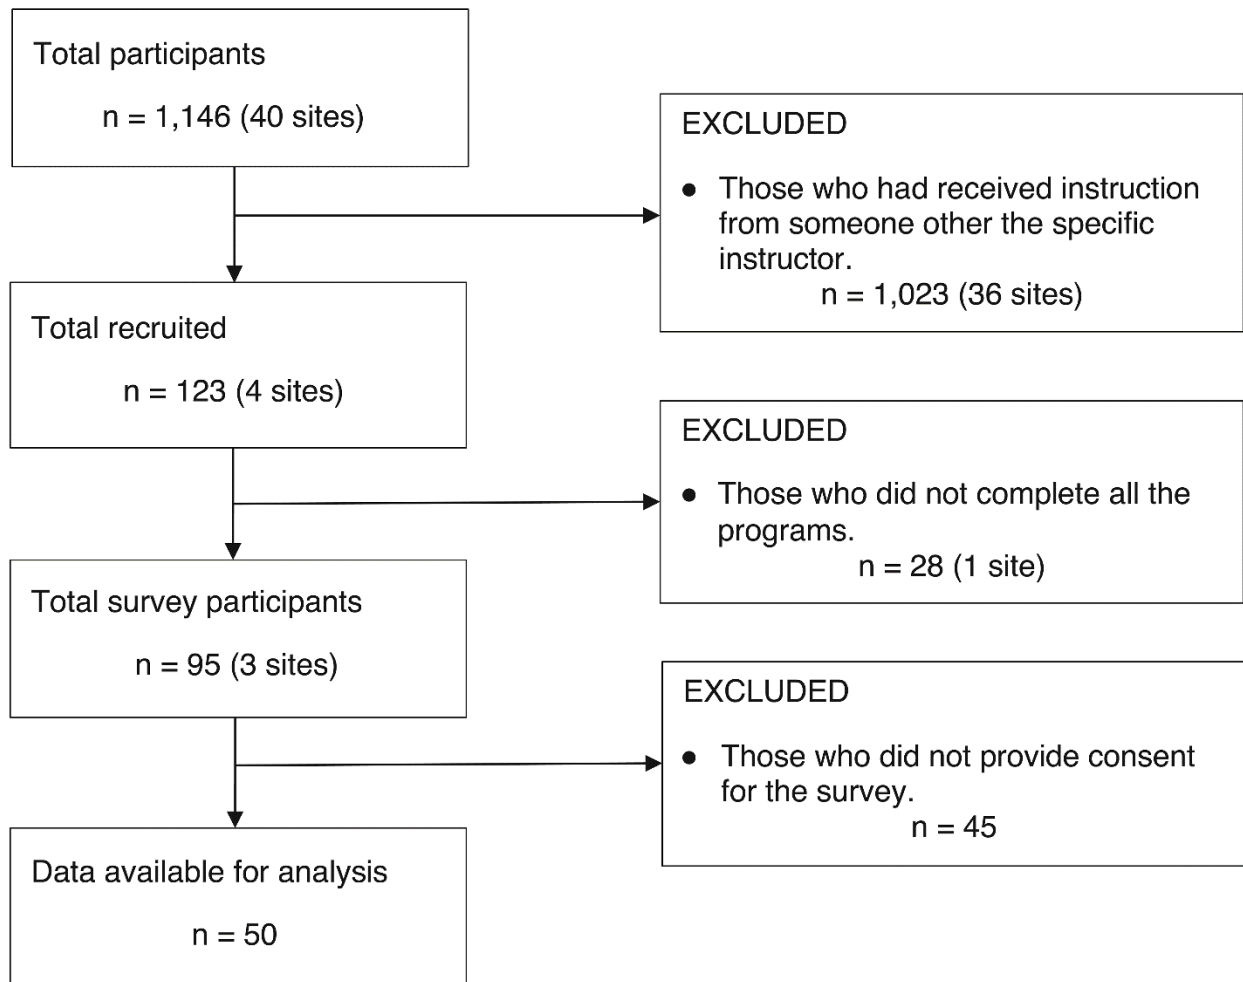 Total participants
n = 1,146 (40 sites)
EXCLUDED
● Those who had received instruction
from someone other the specific
instructor.
n = 1,023 (36 sites)
Total recruited
n = 123 (4 sites)
EXCLUDED
● Those who did not complete all the
programs.
n = 28 (1 site)
Total survey participants
n = 95 (3 sites)
EXCLUDED
● Those who did not provide consent
for the survey.
n = 45
Data available for analysis
n = 50